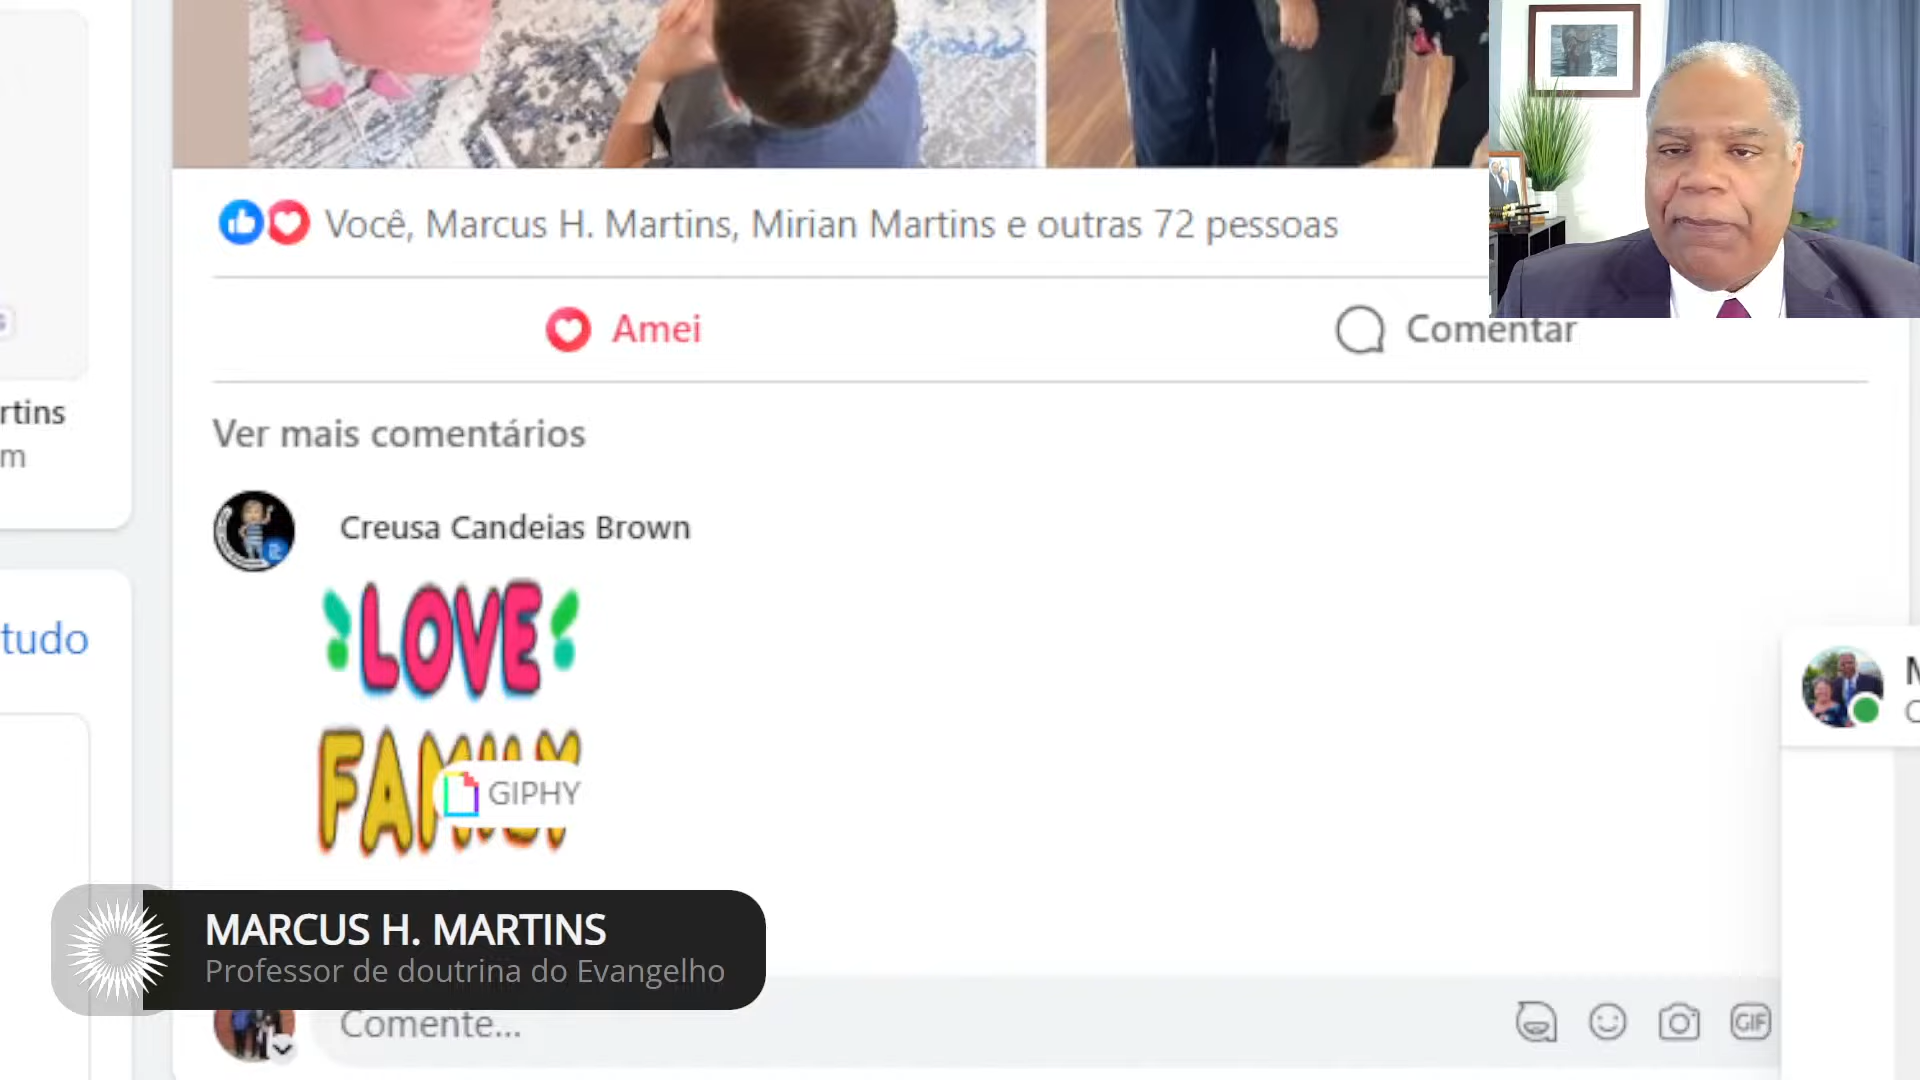 Você, Marcus H. Martins, Mirian Martins e outras 72 pessoas
Amei
Comentar
rtins
m
Ver mais comentários
Creusa Candeias Brown
LOVE
FAMILY
GIPHY
tudo
MARCUS H. MARTINS
Professor de doutrina do Evangelho
Comente...
GIF